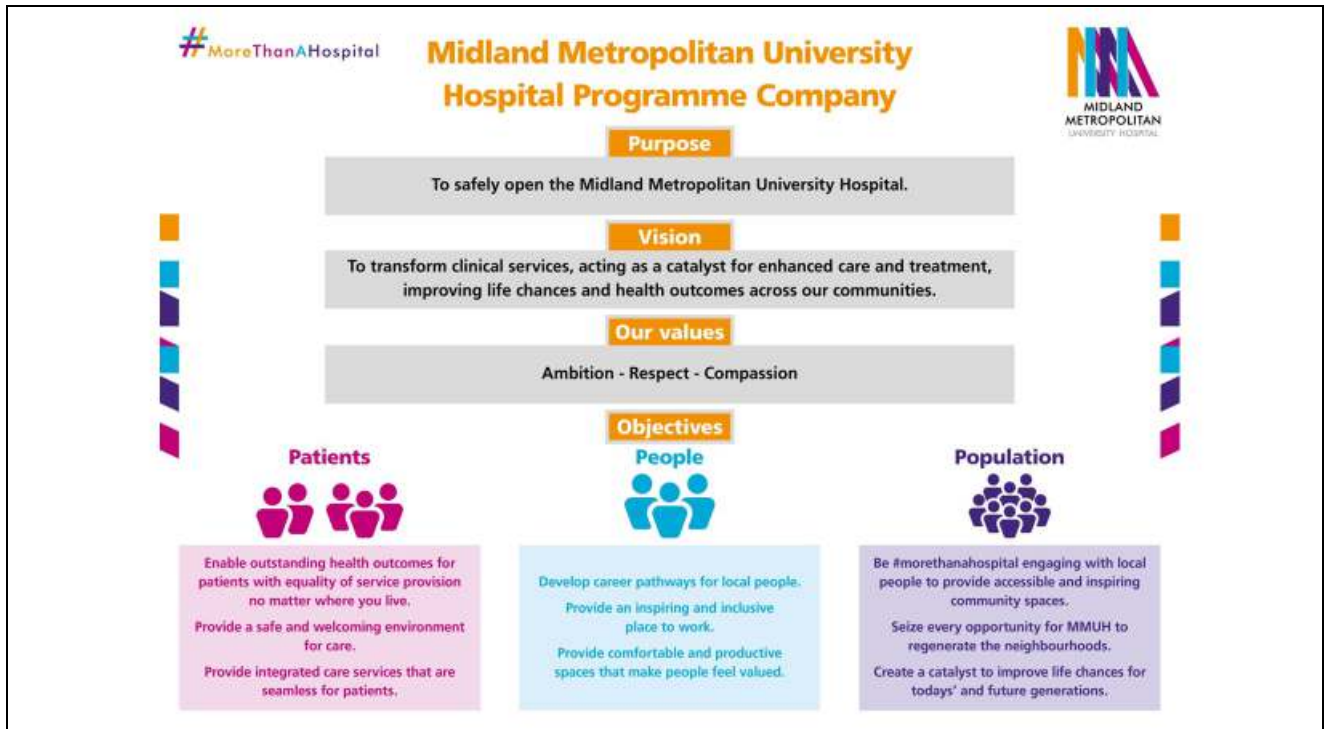 #MoreThanAHospital
Midland Metropolitan University
Hospital Programme Company
MIDLAND
METROPOLITAN
UNIVERSITY HOSPITAL
Purpose
To safely open the Midland Metropolitan University Hospital.
Vision
To transform clinical services, acting as a catalyst for enhanced care and treatment,
improving life chances and health outcomes across our communities.
Our values
Ambition - Respect - Compassion
Objectives
Patients
Enable outstanding health outcomes for
patients with equality of service provision
no matter where you live.
Provide a safe and welcoming environment
for care.
Provide integrated care services that are
seamless for patients.
People
Develop career pathways for local people.
Provide an inspiring and inclusive
place to work.
Provide comfortable and productive
spaces that make people feel valued.
Population
Be #morethanahospital engaging with local
people to provide accessible and inspiring
community spaces.
Seize every opportunity for MMUH to
regenerate the neighbourhoods.
Create a catalyst to improve life chances for
todays' and future generations.